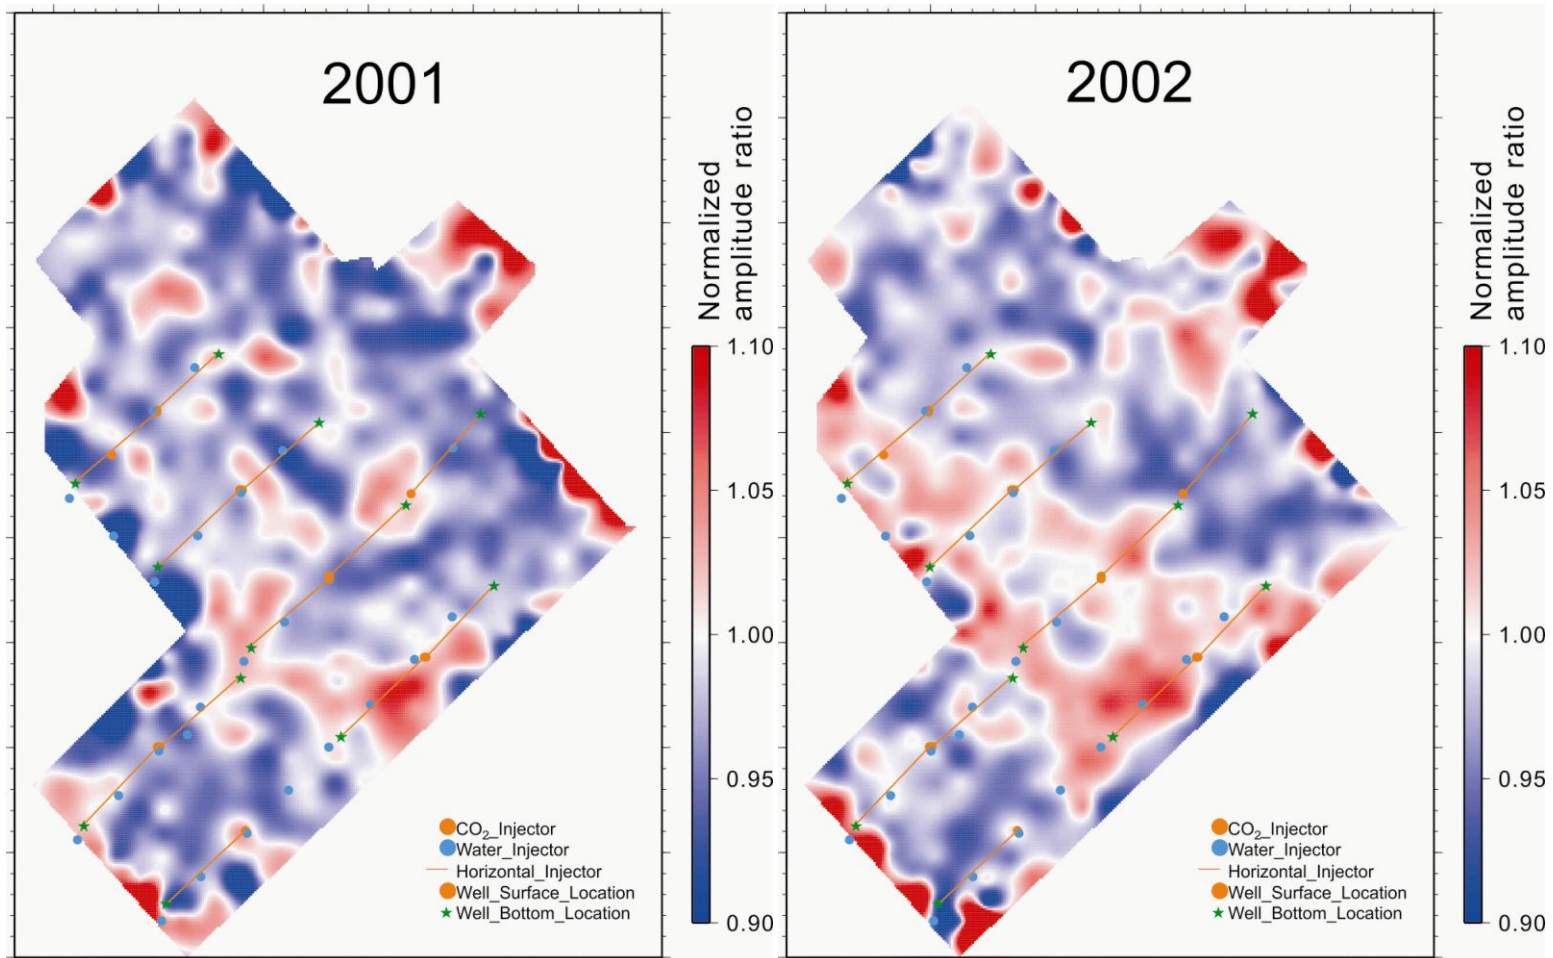 2001
Normalized
amplitude ratio
1.10
1.05
1.00
0.95
0.90
CO2_Injector
Water_Injector
Horizontal_Injector
Well_Surface_Location
Well_Bottom_Location
2002
Normalized
amplitude ratio
1.10
1.05
1.00
0.95
0.90
CO2_Injector
Water_Injector
Horizontal_Injector
Well_Surface_Location
Well_Bottom_Location